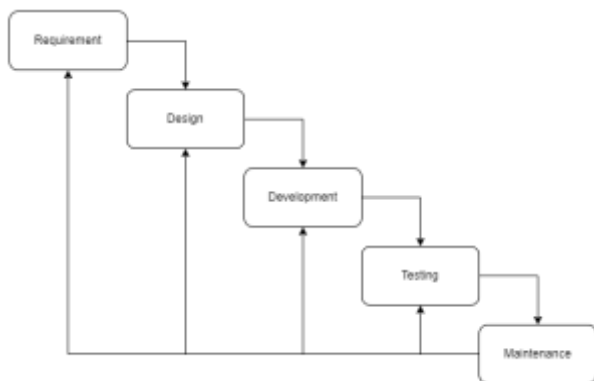 Requirement
Design
Development
Testing
Maintenance